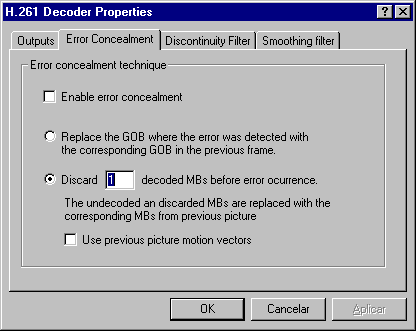 H.261 Decoder Properties
Outputs Error Concealment Discontinuity Filter Smoothing filter
Error concealment technique
Enable error concealment
Replace the GOB where the error was detected with
the corresponding GOB in the previous frame.
Discard 1 decoded MBs before error ocurrence.
The undecoded an discarded MBs are replaced with the
corresponding MBs from previous picture
Use previous picture motion vectors
OK Cancelar Aplicar